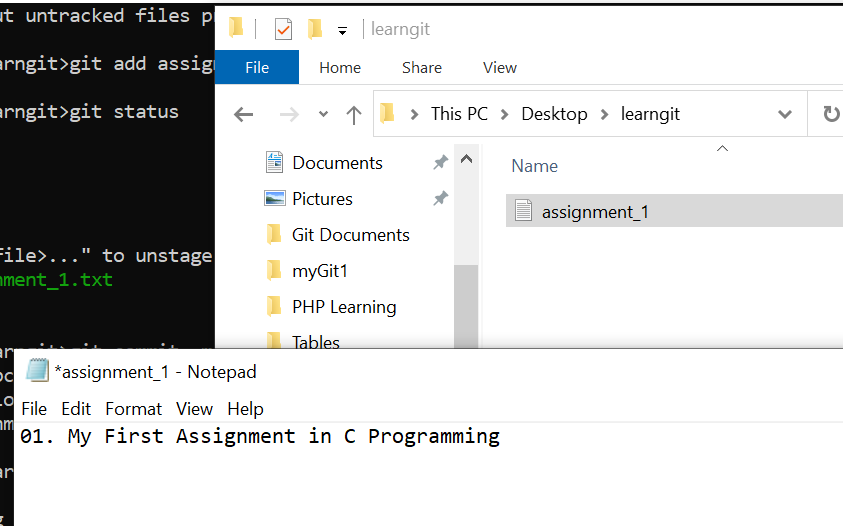 ut untracked files p
arngit>git add assig
arngit>git status
file>..." to unstage
nment_1.txt
learngit
File Home Share View
This PC > Desktop > learngit
Documents
Pictures
Git Documents
myGit1
PHP Learning
Tables
Name
assignment_1
*assignment_1 - Notepad
File Edit Format View Help
01. My First Assignment in C Programming